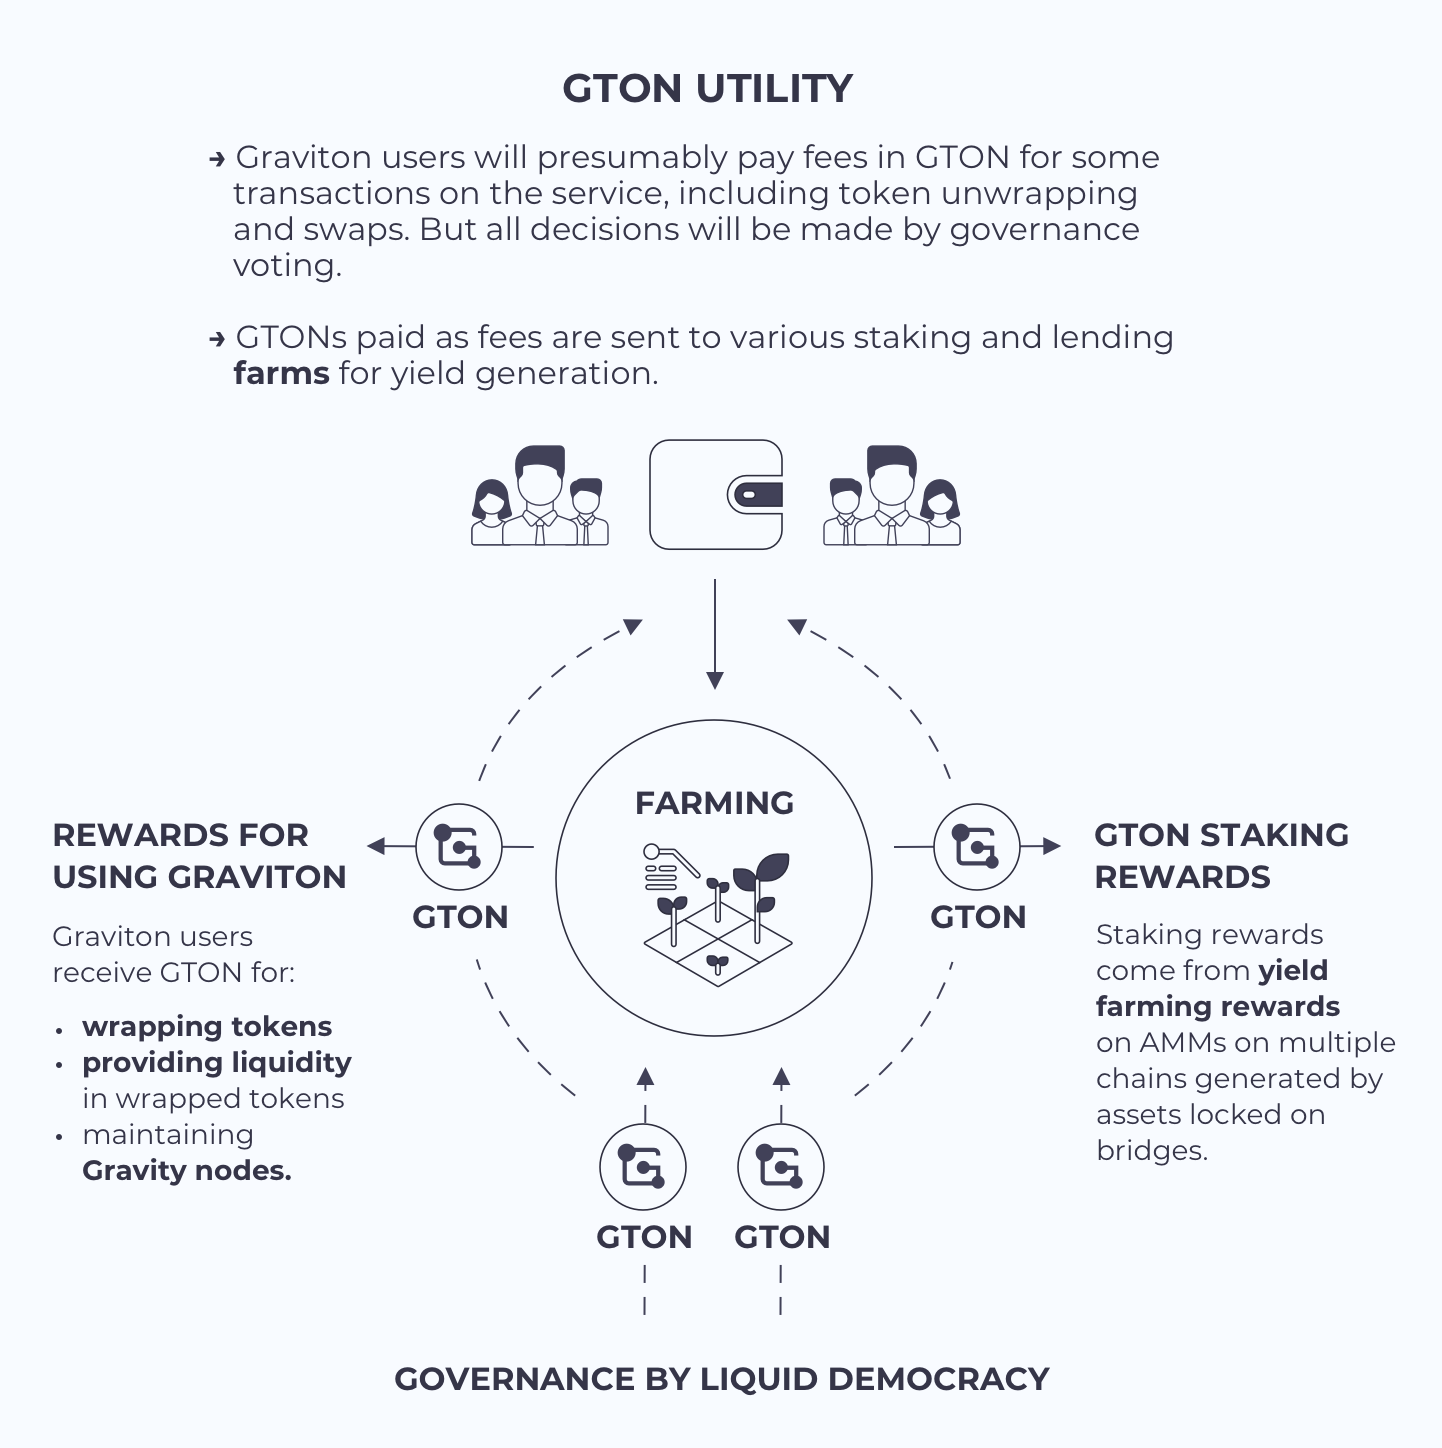 GTON UTILITY
→ Graviton users will presumably pay fees in GTON for some
transactions on the service, including token unwrapping
and swaps. But all decisions will be made by governance
voting.
→ GTONs paid as fees are sent to various staking and lending
farms for yield generation.
FARMING
REWARDS FOR
USING GRAVITON
Graviton users
receive GTON for:
• wrapping tokens
• providing liquidity
in wrapped tokens
• maintaining
Gravity nodes.
GTON
GTON
GTON STAKING
REWARDS
Staking rewards
come from yield
farming rewards
on AMMs on multiple
chains generated by
assets locked on
bridges.
GTON
GTON
GOVERNANCE BY LIQUID DEMOCRACY